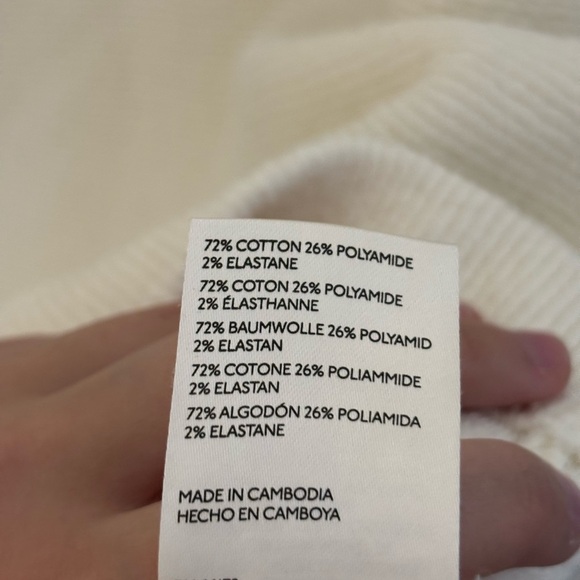 72% COTTON 26% POLYAMIDE
2% ELASTANE
72% COTON 26% POLYAMIDE
2% ÉLASTHANNE
72% BAUMWOLLE 26% POLYAMID
2% ELASTAN
72% COTONE 26% POLIAMMIDE
2% ELASTAN
72% ALGODÓN 26% POLIAMIDA
2% ELASTANE
MADE IN CAMBODIA
HECHO EN CAMBOYA